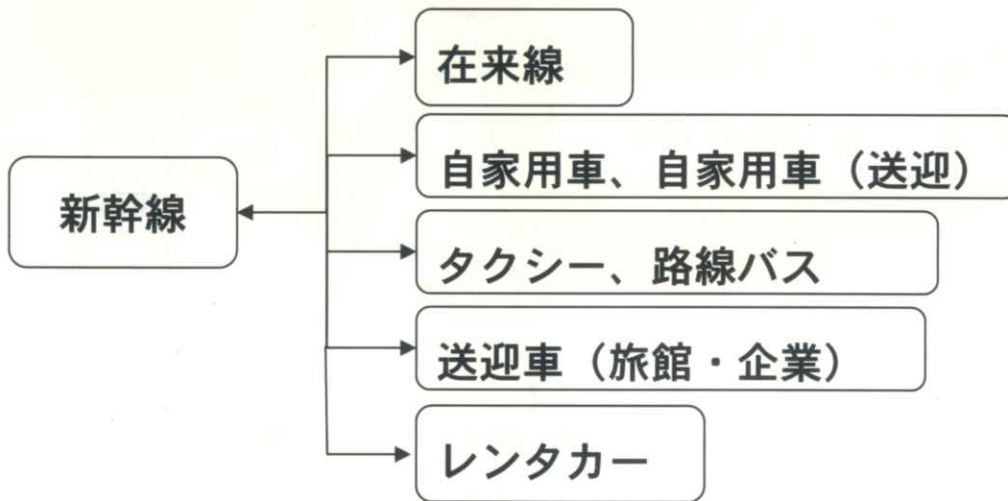 新幹線
在来線
自家用車、自家用車（送迎）
タクシー、路線バス
送迎車（旅館・企業）
レンタカー